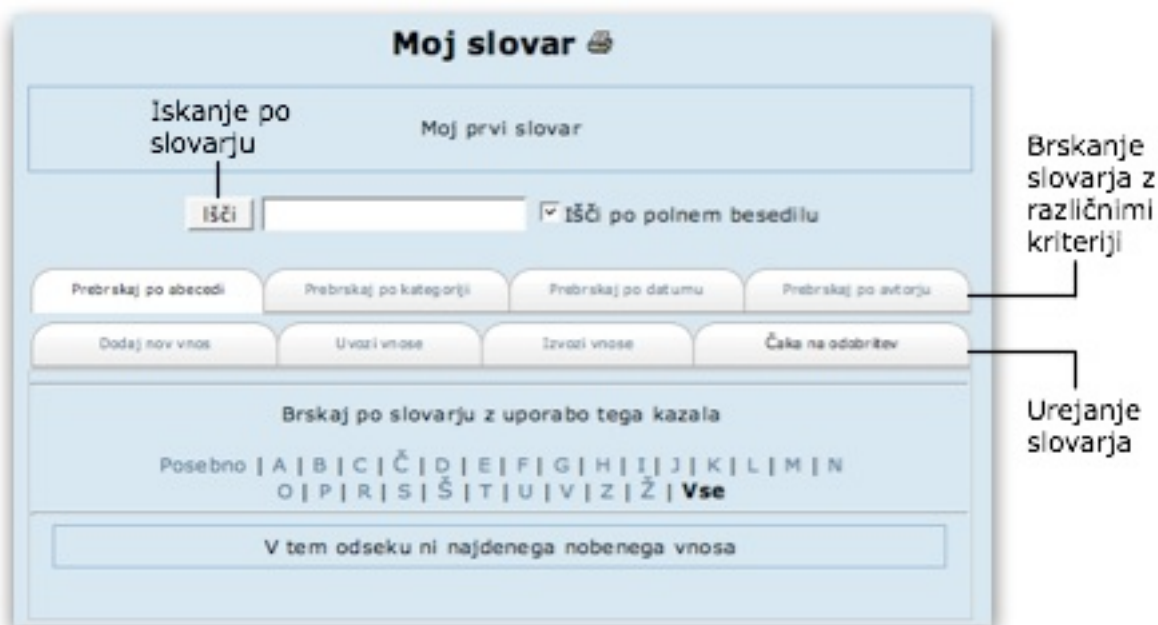 Moj slovar
Iskanje po
slovarju
Moj prvi slovar
Brskanje
slovarja z
različnimi
kriteriji
Išči
Išči po polnem besedilu
Prebrskaj po abecedi
Prebrskaj po kategoriji
Prebrskaj po datumu
Prebrskaj po avtorju
Dodaj nov vnos
Uvozi vnose
Izvozi vnose
Čaka na odobritev
Urejanje
slovarja
Brskaj po slovarju z uporabo tega kazala
Posebno | A | B | C | Č | D | E | F | G | H | I | J | K | L | M | N
O | P | R | S | Š | T | U | V | Z | Ž | Vse
V tem odseku ni najdenega nobenega vnosa